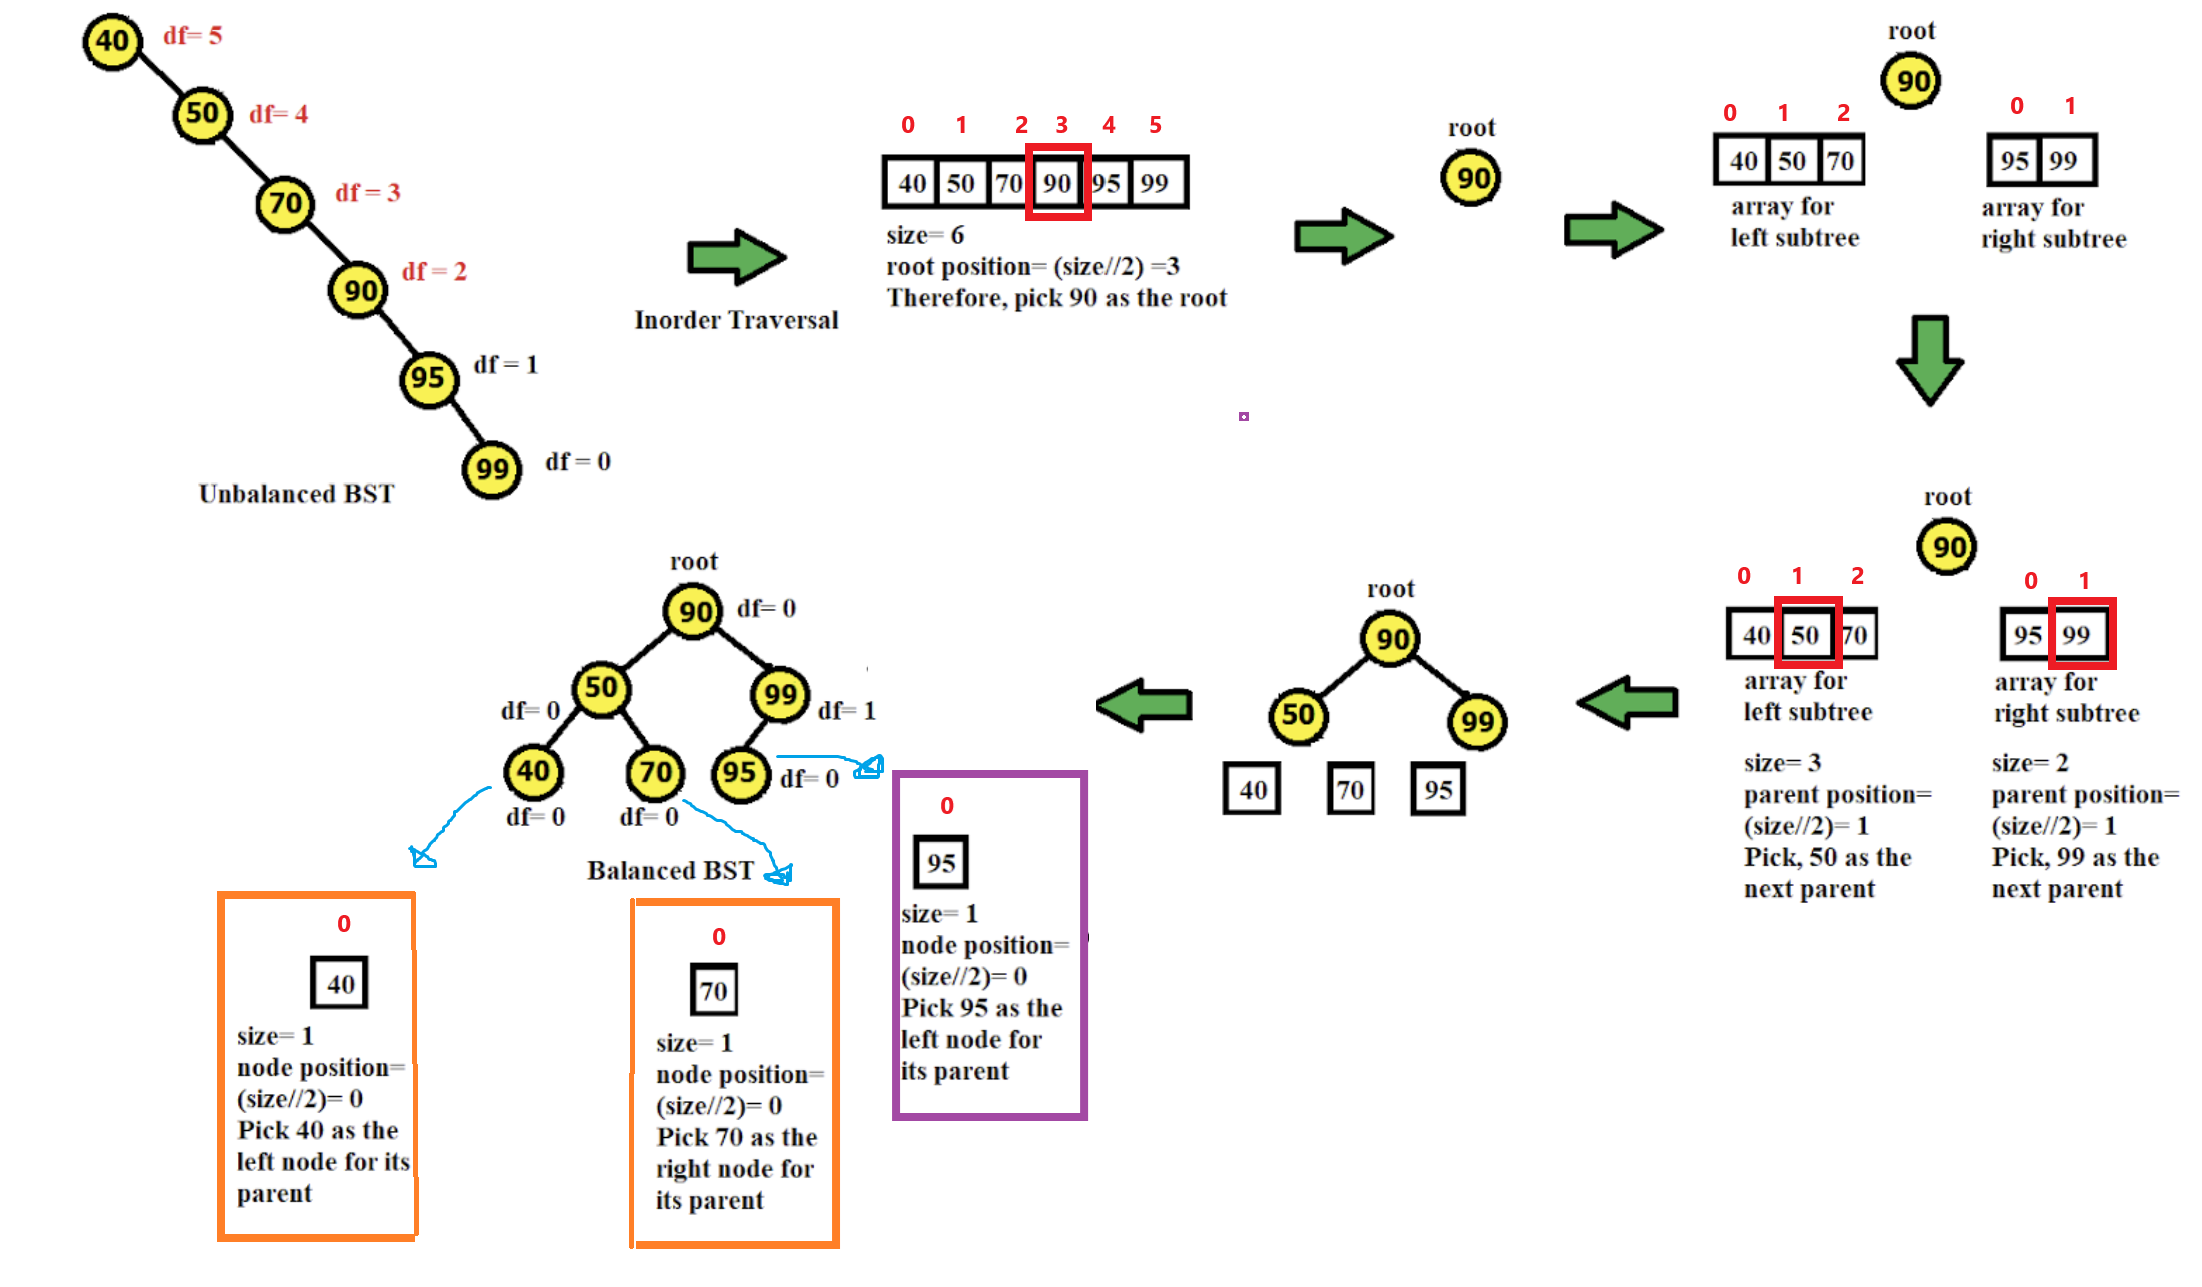 40 df= 5
50 df= 4
70 df = 3
90 df = 2
95 df = 1
99 df = 0
Unbalanced BST
Inorder Traversal
0 1 2 3 4 5
40 50 70 90 95 99
size= 6
root position= (size//2) =3
Therefore, pick 90 as the root
root
90
root
90
0 1 2
40 50 70
array for
left subtree
0 1
95 99
array for
right subtree
root
90
0 1 2
40 50 70
array for
left subtree
size= 3
parent position=
(size//2)= 1
Pick, 50 as the
next parent
0 1
95 99
array for
right subtree
size= 2
parent position=
(size//2)= 1
Pick, 99 as the
next parent
root
90
50 99
40 70 95
root
90 df= 0
50 99
df= 0 df= 1
40 70 95 df= 0
df= 0 df= 0
Balanced BST
0
40
size= 1
node position=
(size//2)= 0
Pick 40 as the
left node for its
parent
0
70
size= 1
node position=
(size//2)= 0
Pick 70 as the
right node for
its parent
0
95
size= 1
node position=
(size//2)= 0
Pick 95 as the
left node for
its parent